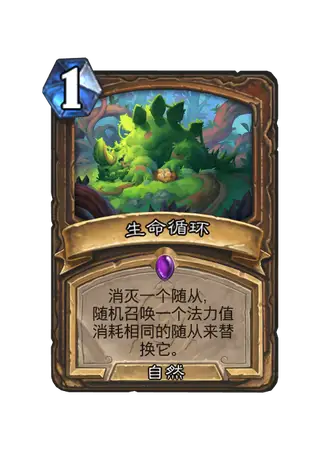 1
生命循环
消灭一个随从，
随机召唤一个法力值
消耗相同的随从来替
换它。
自然